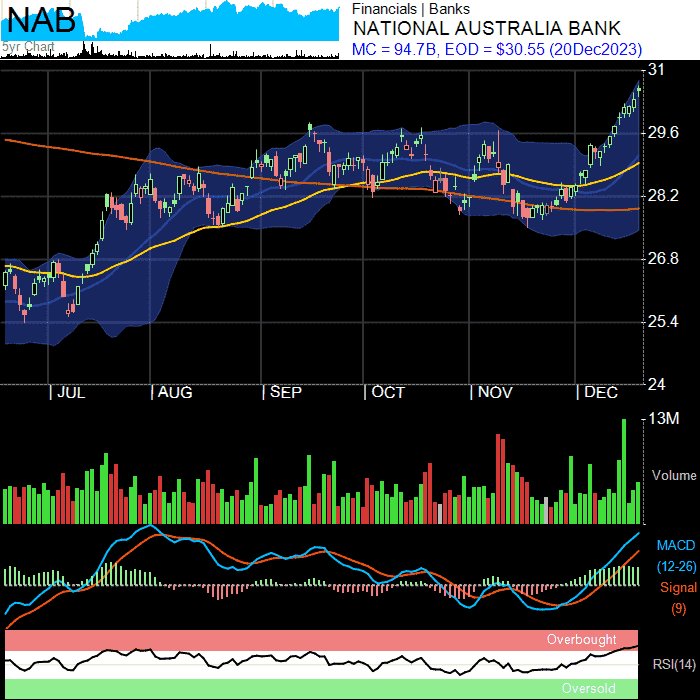 NAB
5yr Chart
Financials | Banks
NATIONAL AUSTRALIA BANK
MC = 94.7B, EOD = $30.55 (20Dec2023)
31
29.6
28.2
26.8
25.4
24
| JUL | AUG | SEP | OCT | NOV | DEC
13M
Volume
MACD
(12-26)
Signal
(9)
Overbought
RSI(14)
Oversold